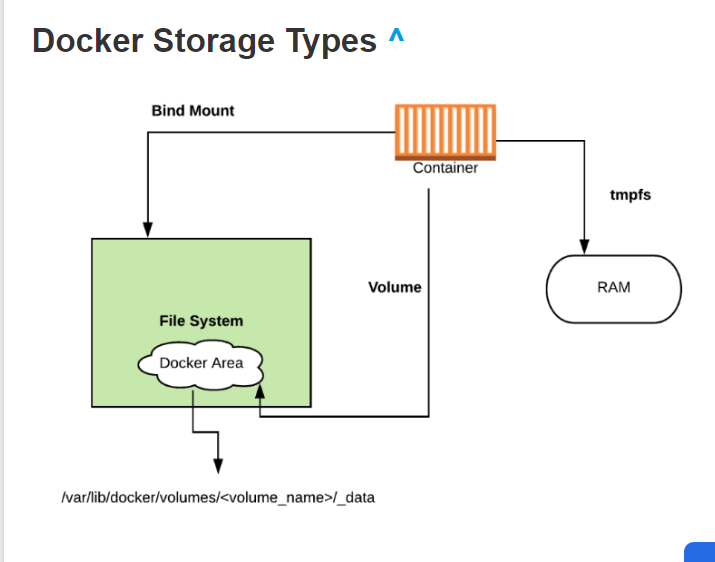 Docker Storage Types ^
Bind Mount
Container
tmpfs
Volume
RAM
File System
Docker Area
/var/lib/docker/volumes/<volume_name>/_data